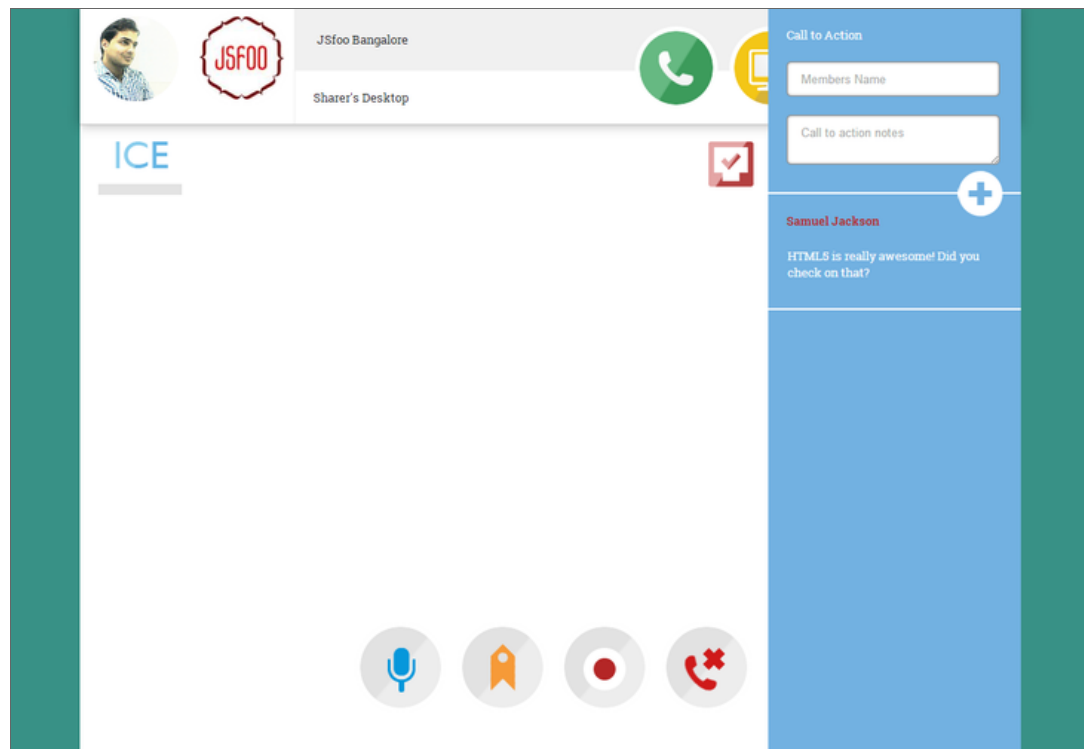 JSFOO
JSfoo Bangalore
Sharer's Desktop
ICE
Call to Action
Members Name
Call to action notes
Samuel Jackson
HTML5 is really awesome! Did you
check on that?